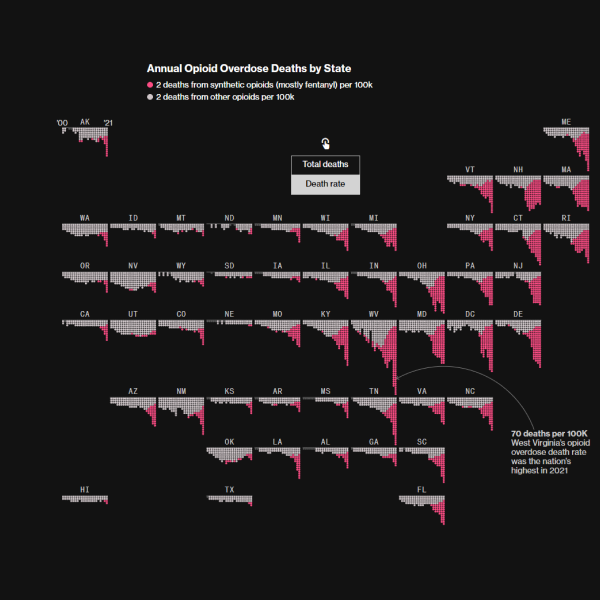 Annual Opioid Overdose Deaths by State
2 deaths from synthetic opioids (mostly fentanyl) per 100k
2 deaths from other opioids per 100k
'00 AK '21
ME
Total deaths
Death rate
VT NH MA
WA ID MT ND MN WI MI NY CT RI
OR NV WY SD IA IL IN OH PA NJ
CA UT CO NE MO KY WV MD DC DE
AZ NM KS AR MS TN VA NC
70 deaths per 100K
West Virginia's opioid
overdose death rate
was the nation's
highest in 2021
OK LA AL GA SC
HI TX FL